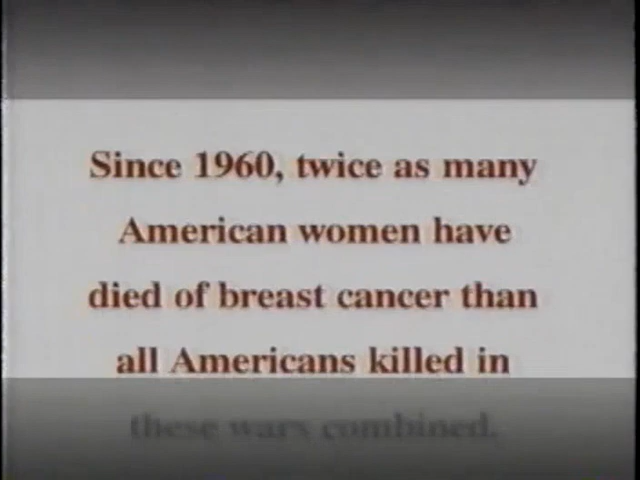 Since 1960, twice as many
American women have
died of breast cancer than
all Americans killed in
these wars combined.